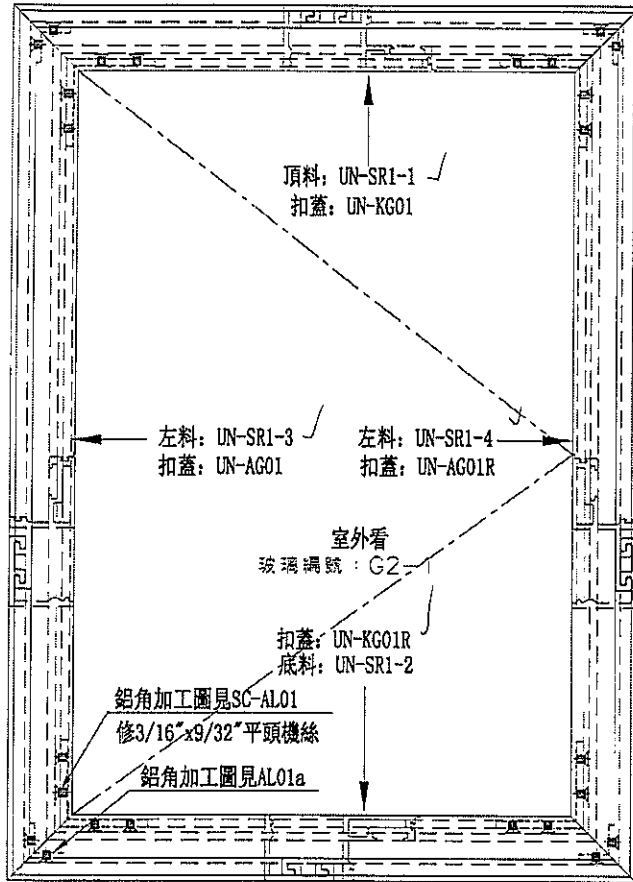 頂料: UN-SR1-1
扣蓋: UN-KG01
左料: UN-SR1-3
扣蓋: UN-AG01
左料: UN-SR1-4
扣蓋: UN-AG01R
室外看
玻璃編號：G2
扣蓋: UN-KG01R
底料: UN-SR1-2
鋁角加工圖見SC-AL01
修3/16"x9/32"平頭機絲
鋁角加工圖見AL01a